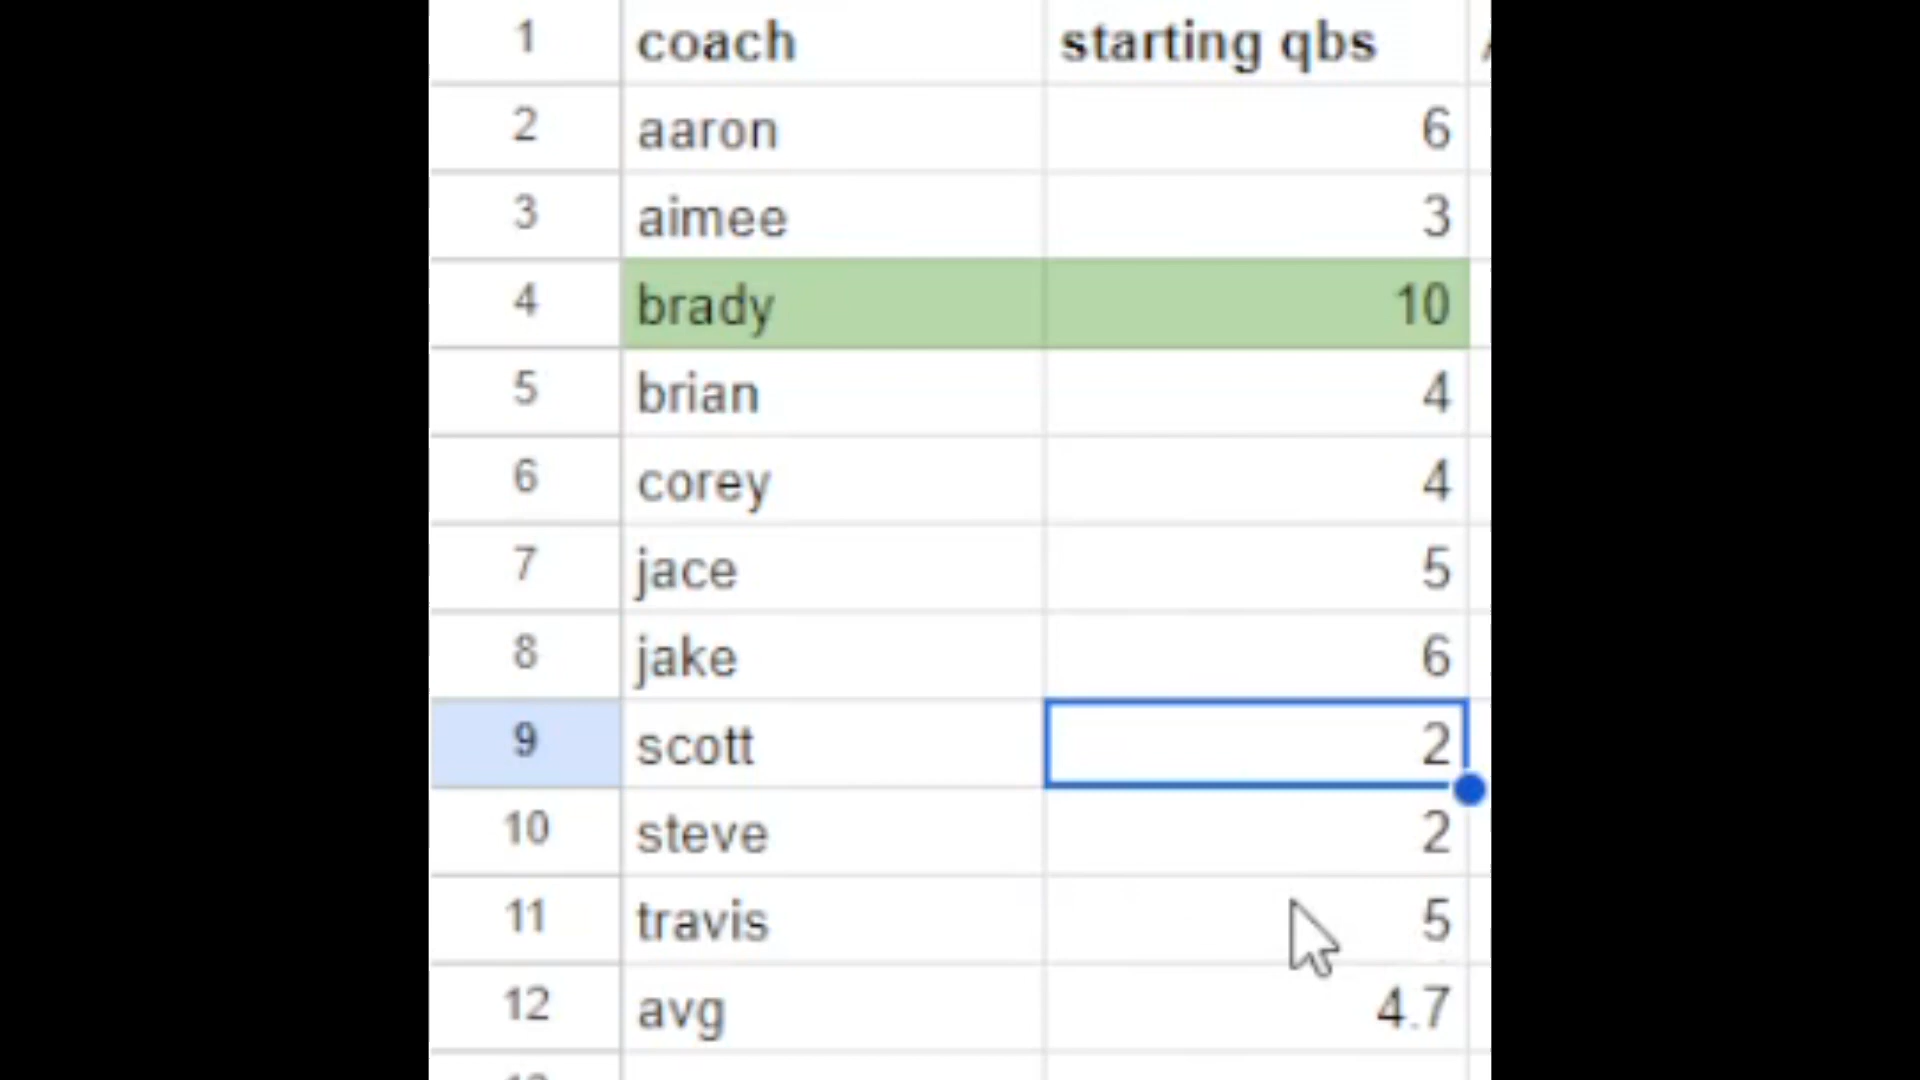 1 coach starting qbs
2 aaron 6
3 aimee 3
4 brady 10
5 brian 4
6 corey 4
7 jace 5
8 jake 6
9 scott 2
10 steve 2
11 travis 5
12 avg 4.7